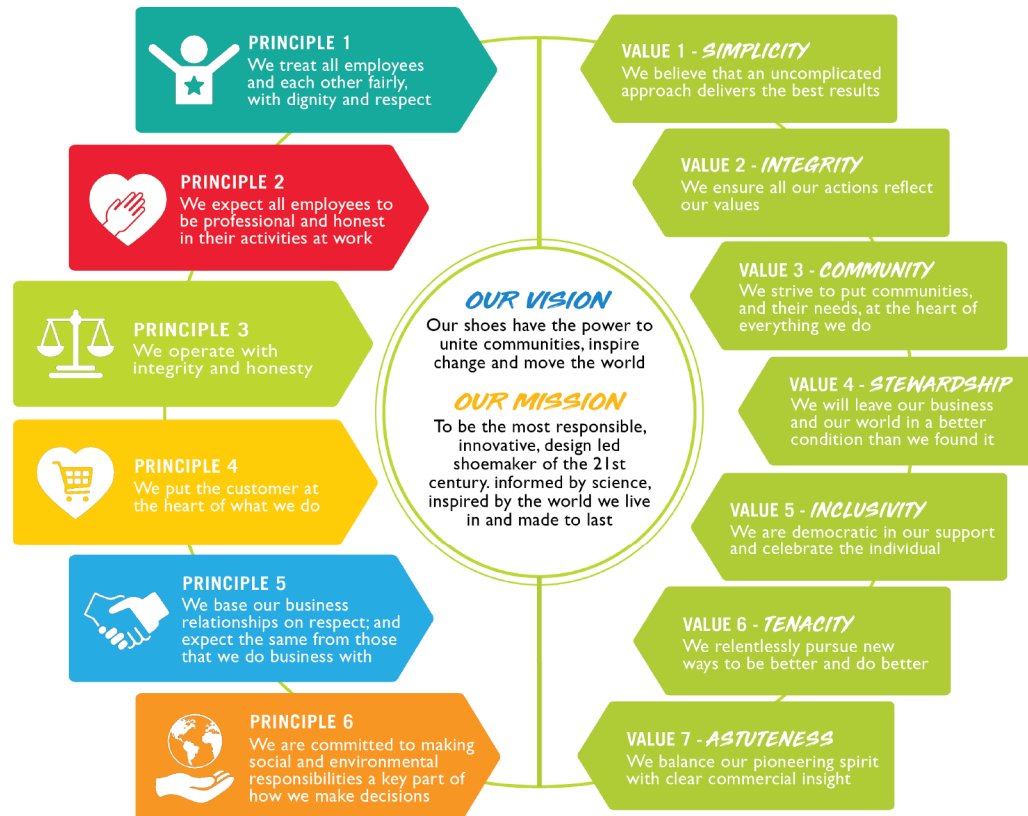 PRINCIPLE 1
We treat all employees
and each other fairly,
with dignity and respect
PRINCIPLE 2
We expect all employees to
be professional and honest
in their activities at work
PRINCIPLE 3
We operate with
integrity and honesty
PRINCIPLE 4
We put the customer at
the heart of what we do
PRINCIPLE 5
We base our business
relationships on respect; and
expect the same from those
that we do business with
PRINCIPLE 6
We are committed to making
social and environmental
responsibilities a key part of
how we make decisions
OUR VISION
Our shoes have the power to
unite communities, inspire
change and move the world
OUR MISSION
To be the most responsible,
innovative, design led
shoemaker of the 21st
century. informed by science,
inspired by the world we live
in and made to last
VALUE 1 - SIMPLICITY
We believe that an uncomplicated
approach delivers the best results
VALUE 2 - INTEGRITY
We ensure all our actions reflect
our values
VALUE 3 - COMMUNITY
We strive to put communities,
and their needs, at the heart of
everything we do
VALUE 4 - STEWARDSHIP
We will leave our business
and our world in a better
condition than we found it
VALUE 5 - INCLUSIVITY
We are democratic in our support
and celebrate the individual
VALUE 6 - TENACITY
We relentlessly pursue new
ways to be better and do better
VALUE 7 - ASTUTENESS
We balance our pioneering spirit
with clear commercial insight